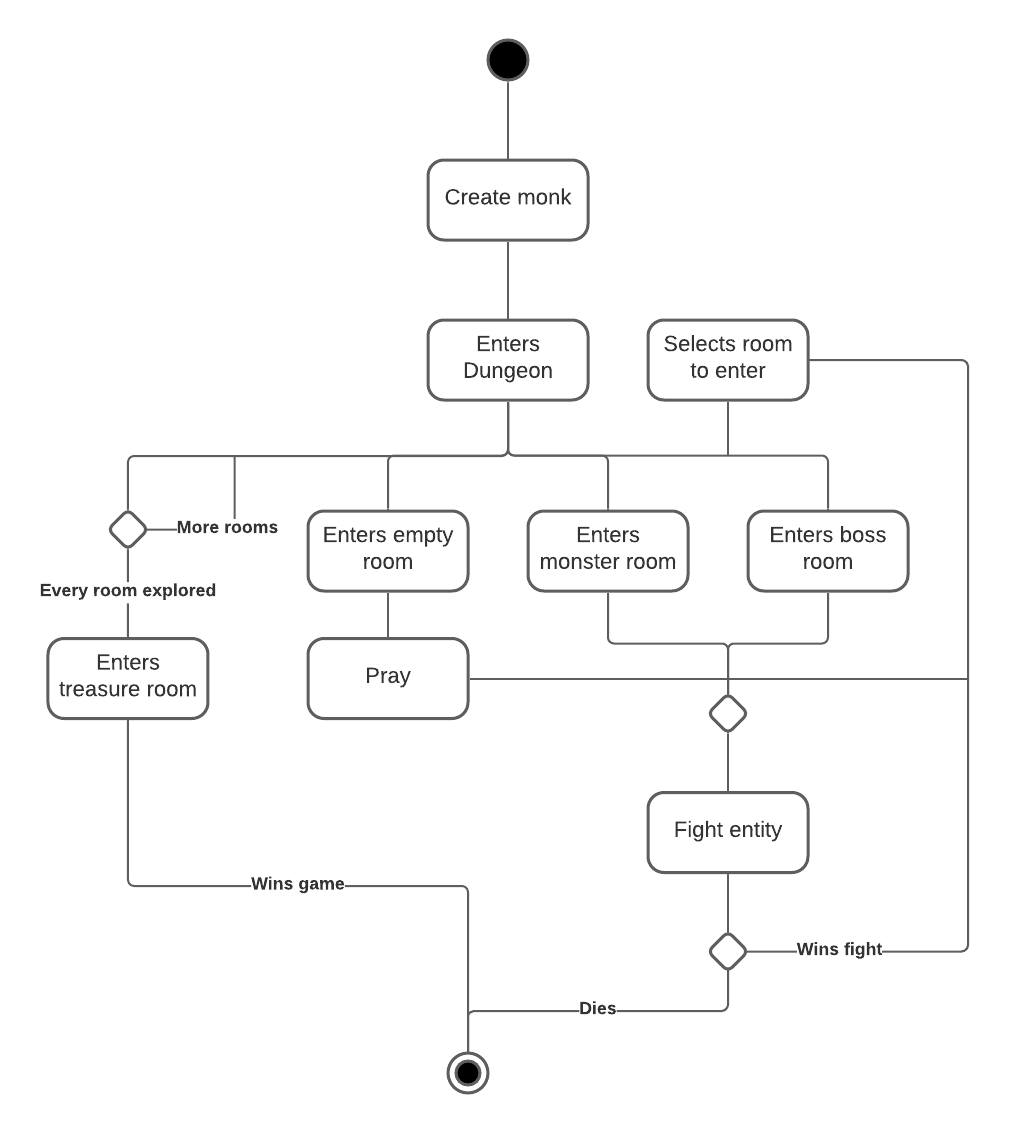 Create monk
Enters
Dungeon
Selects room
to enter
More rooms
Enters empty
room
Enters
monster room
Enters boss
room
Every room explored
Enters
treasure room
Pray
Fight entity
Wins game
Wins fight
Dies